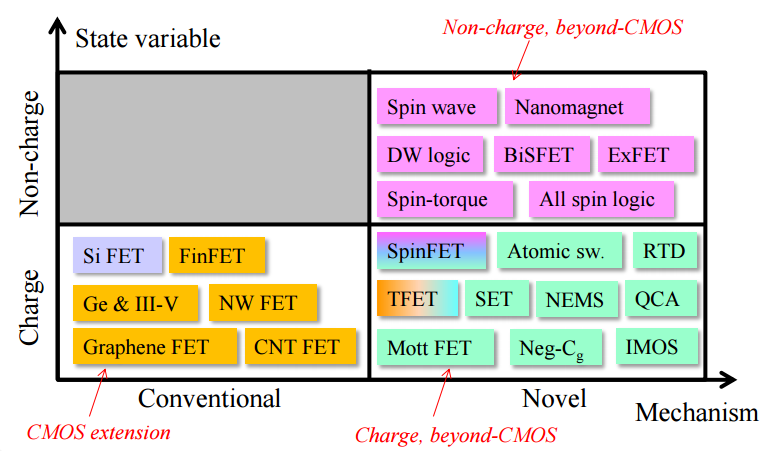 State variable
Non-charge, beyond-CMOS
Non-charge
Spin wave
Nanomagnet
DW logic
BiSFET
ExFET
Spin-torque
All spin logic
Charge
Si FET
FinFET
Ge & III-V
NW FET
Graphene FET
CNT FET
SpinFET
Atomic sw.
RTD
TFET
SET
NEMS
QCA
Mott FET
Neg-Cg
IMOS
Conventional
Novel
Mechanism
CMOS extension
Charge, beyond-CMOS